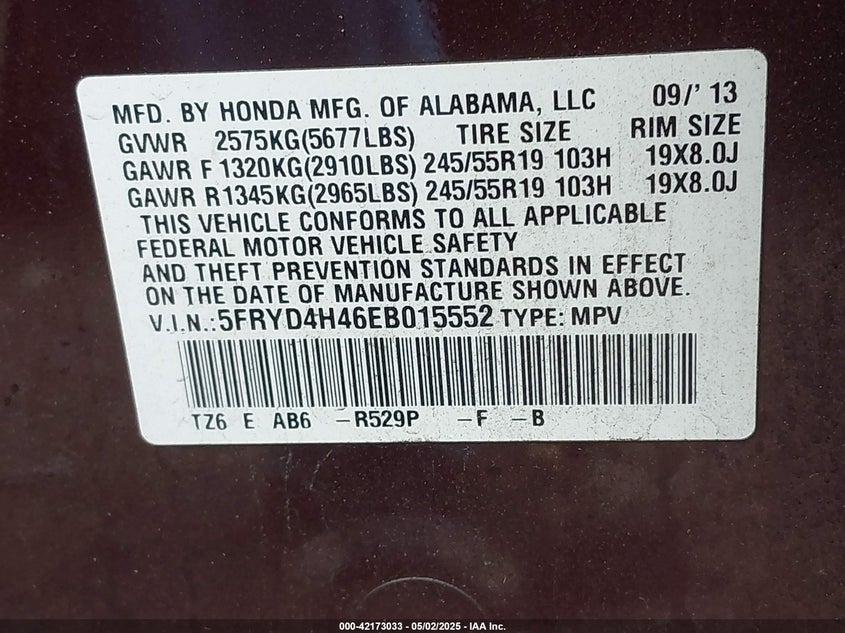 MFD. BY HONDA MFG. OF ALABAMA, LLC 09/' 13
GVWR 2575KG(5677LBS) TIRE SIZE RIM SIZE
GAWR F 1320KG(2910LBS) 245/55R19 103H 19X8.0J
GAWR R 1345KG(2965LBS) 245/55R19 103H 19X8.0J
THIS VEHICLE CONFORMS TO ALL APPLICABLE
FEDERAL MOTOR VEHICLE SAFETY
AND THEFT PREVENTION STANDARDS IN EFFECT
ON THE DATE OF MANUFACTURE SHOWN ABOVE.
V.I.N.: 5FRYD4H46EB015552 TYPE: MPV
TZ6 E AB6 -R529P -F -B
000-42173033 - 05/02/2025 - IAA Inc.